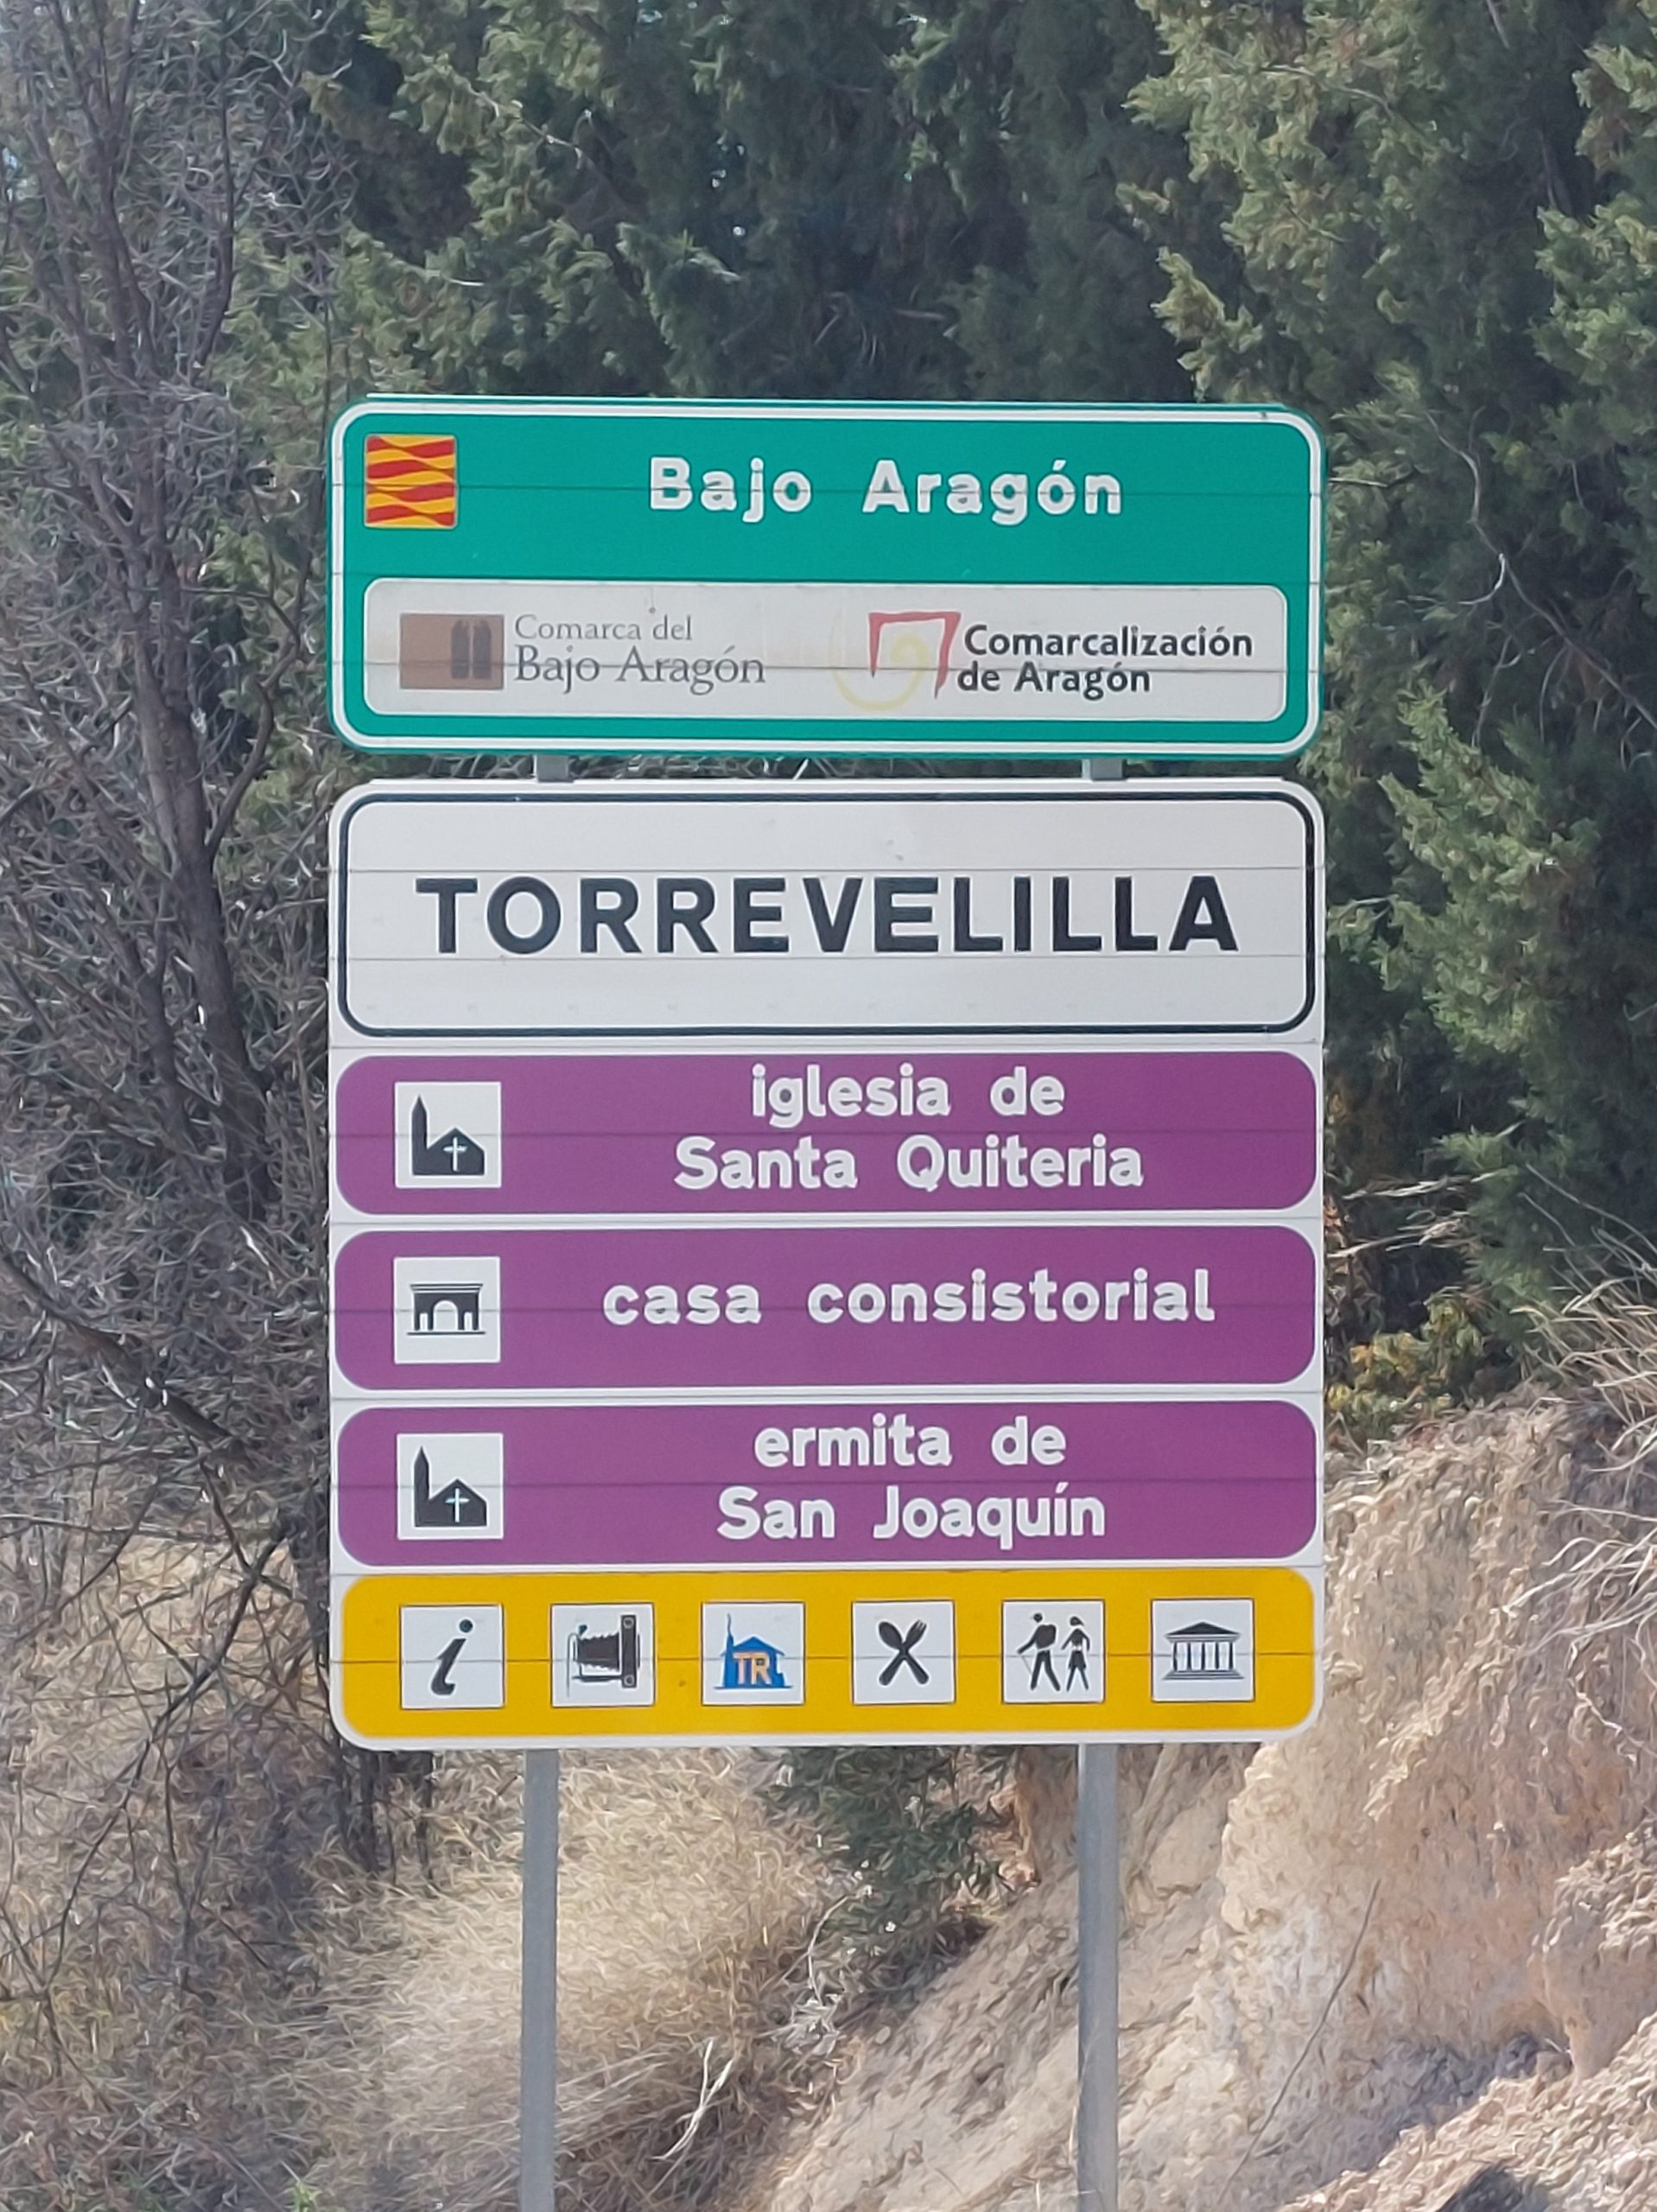 Bajo Aragón
Comarca del
Bajo Aragón
Comarcalización
de Aragón
TORREVELILLA
iglesia de
Santa Quiteria
casa consistorial
ermita de
San Joaquín
i
TR